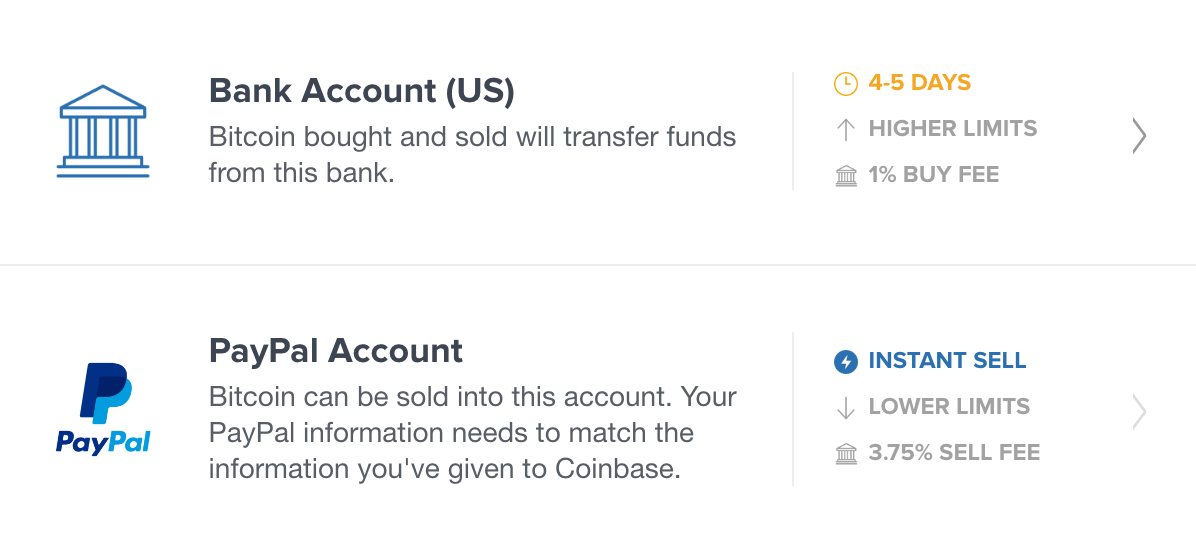 Bank Account (US)
Bitcoin bought and sold will transfer funds
from this bank.
4-5 DAYS
HIGHER LIMITS
1% BUY FEE
PayPal
PayPal Account
Bitcoin can be sold into this account. Your
PayPal information needs to match the
information you've given to Coinbase.
INSTANT SELL
LOWER LIMITS
3.75% SELL FEE